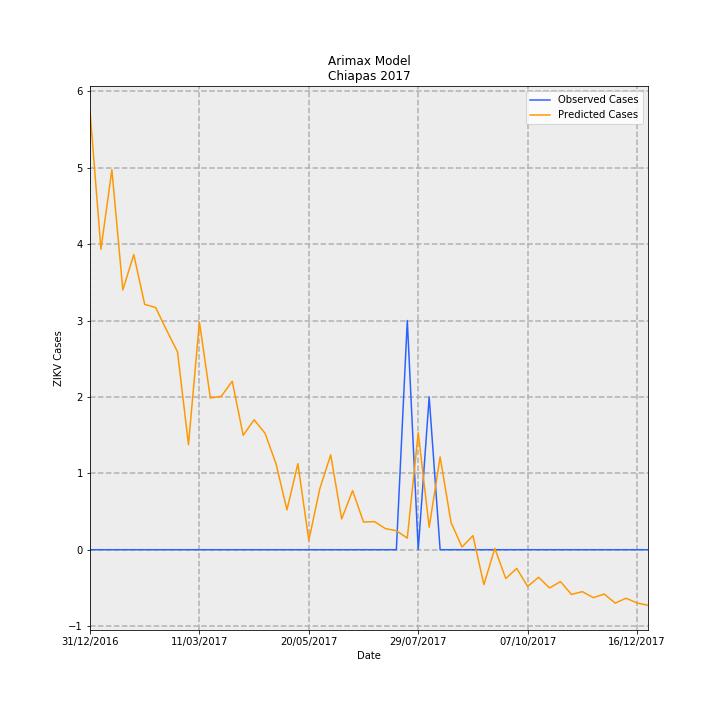 Arimax Model
Chiapas 2017
Observed Cases
Predicted Cases
6
5
4
3
2
1
0
−1
ZIKV Cases
31/12/2016
11/03/2017
20/05/2017
29/07/2017
07/10/2017
16/12/2017
Date